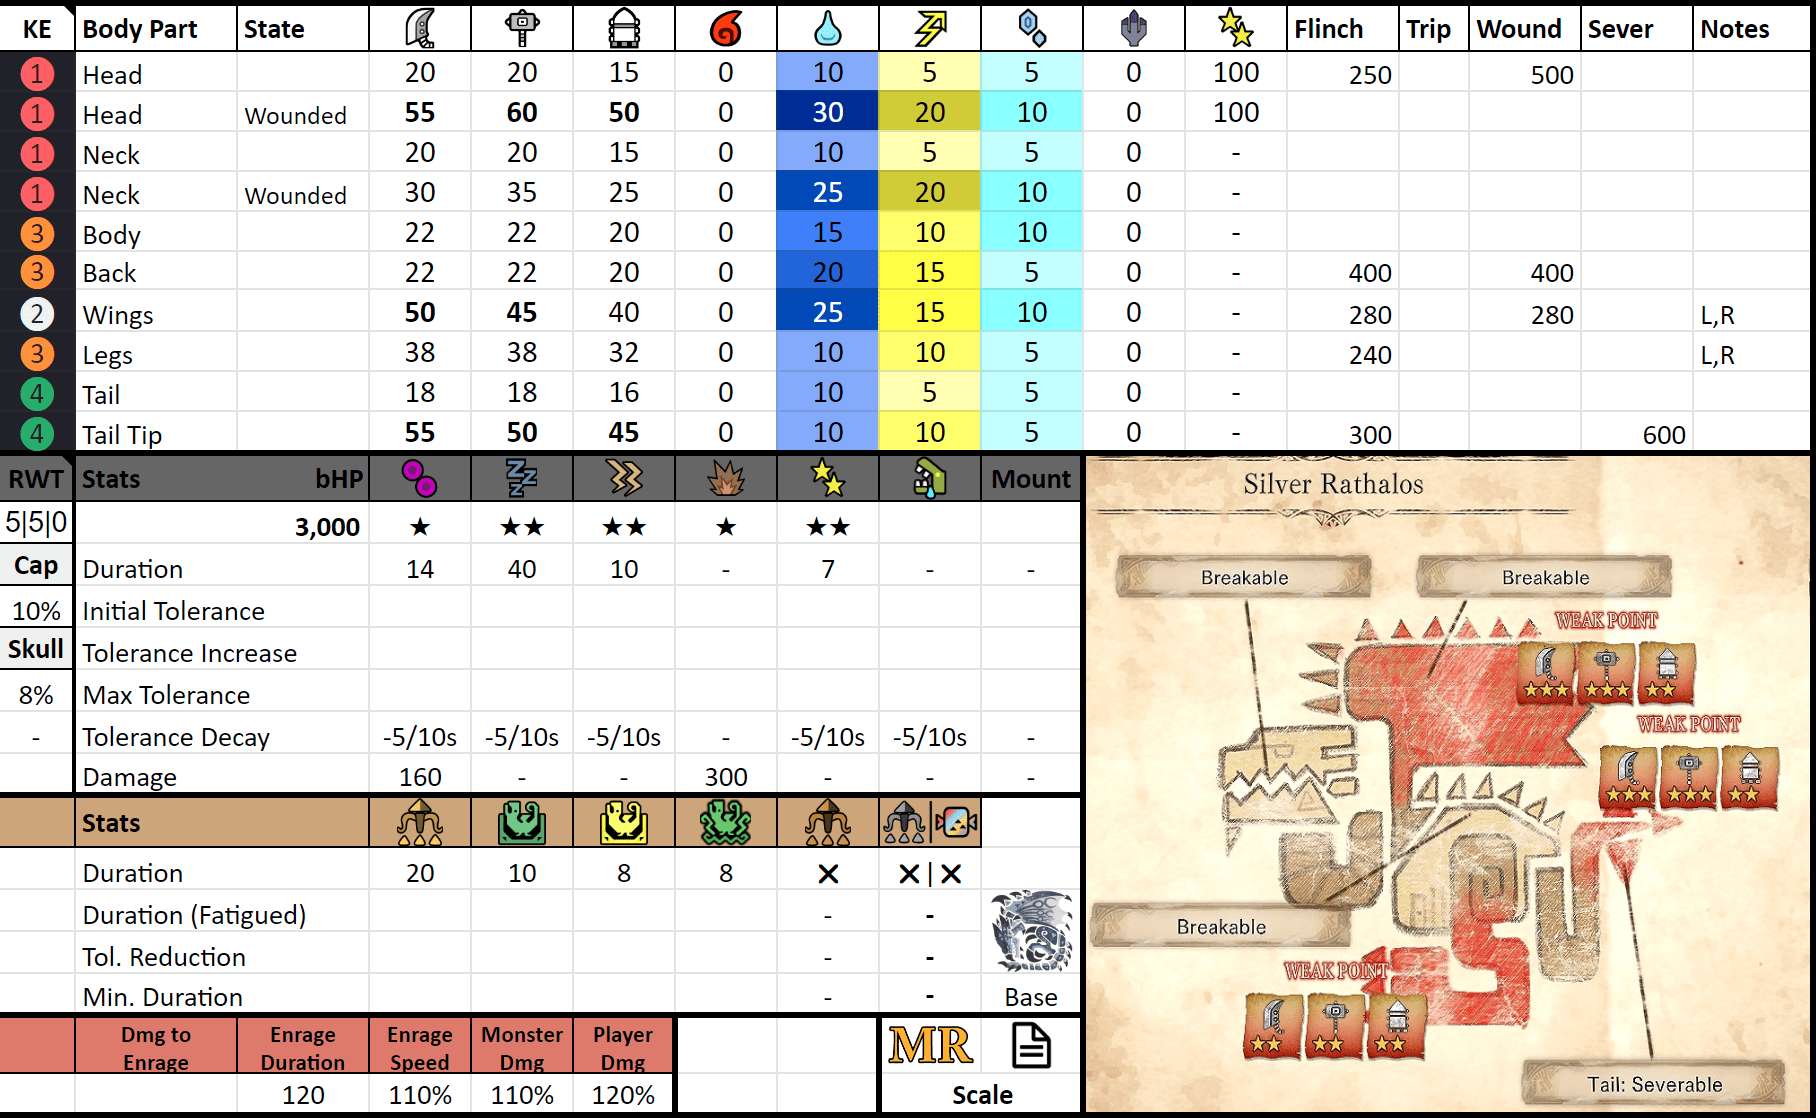 KE Body Part State Flinch Trip Wound Sever Notes
1 Head 20 20 15 0 10 5 5 0 100 250 500
1 Head Wounded 55 60 50 0 30 20 10 0 100
1 Neck 20 20 15 0 10 5 5 0 -
1 Neck Wounded 30 35 25 0 25 20 10 0 -
3 Body 22 22 20 0 15 10 10 0 -
3 Back 22 22 20 0 20 15 5 0 - 400 400
2 Wings 50 45 40 0 25 15 10 0 - 280 280 L,R
3 Legs 38 38 32 0 10 10 5 0 - 240 L,R
4 Tail 18 18 16 0 10 5 5 0 -
4 Tail Tip 55 50 45 0 10 10 5 0 - 300 600
RWT Stats bHP Mount
5|5|0 3,000 ★ ★★ ★★ ★ ★★
Cap Duration 14 40 10 - 7 - -
10% Initial Tolerance
Skull Tolerance Increase
8% Max Tolerance
- Tolerance Decay -5/10s -5/10s -5/10s - -5/10s -5/10s -
Damage 160 - - 300 - - -
Stats
Duration 20 10 8 8 × ×|×
Duration (Fatigued) - -
Tol. Reduction - -
Min. Duration - - Base
Dmg to Enrage Enrage Duration Enrage Speed Monster Dmg Player Dmg MR
120 110% 110% 120% Scale
Silver Rathalos
Breakable Breakable
WEAK POINT
WEAK POINT
Breakable
WEAK POINT
Tail: Severable